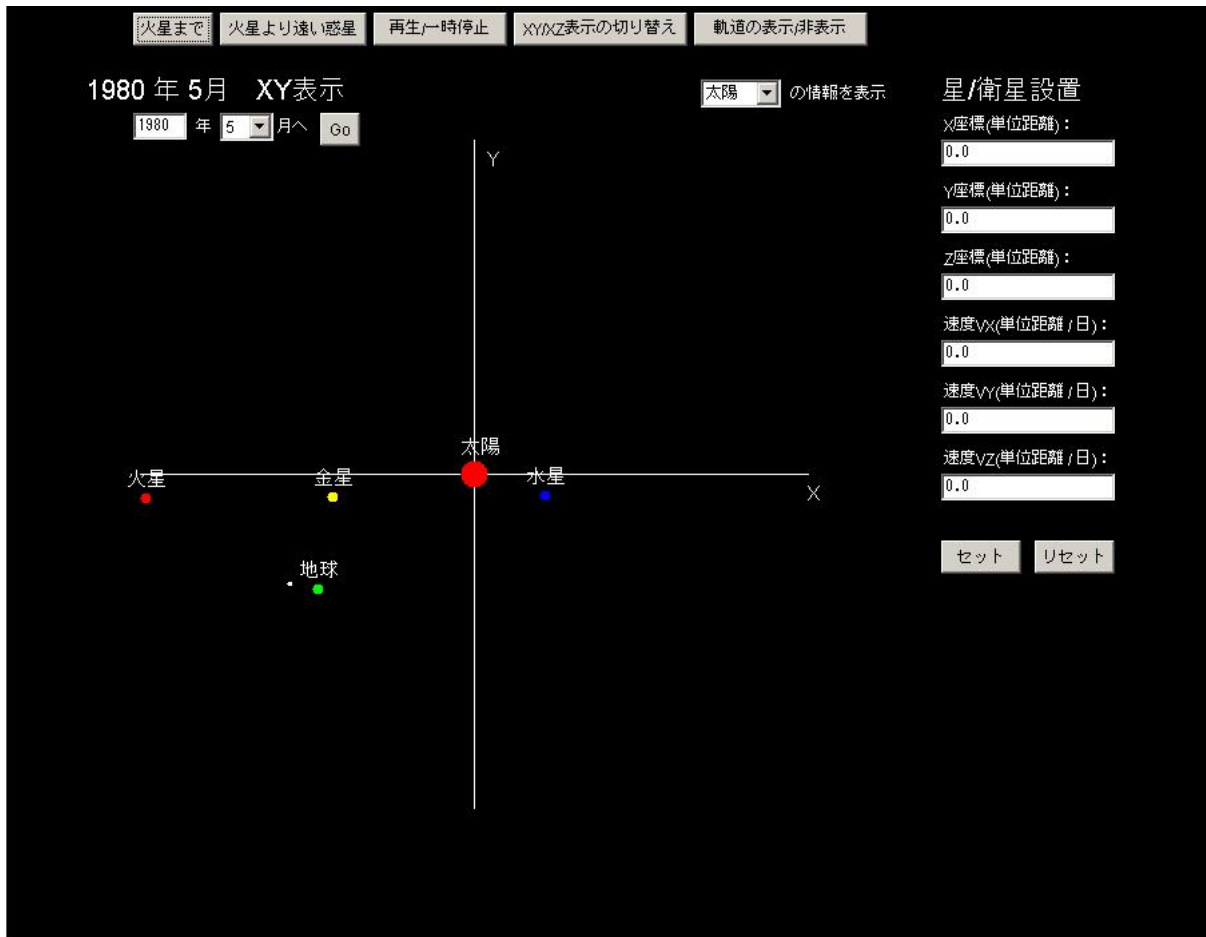 火星まで 火星より遠い惑星 再生/一時停止 XY/XZ表示の切り替え 軌道の表示/非表示
1980 年 5月 XY表示
太陽 の情報を表示
1980 年 5 月へ Go
Y
太陽
火星
金星
水星
X
地球
星/衛星設置
X座標(単位距離):
0.0
Y座標(単位距離):
0.0
Z座標(単位距離):
0.0
速度VX(単位距離/日):
0.0
速度VY(単位距離/日):
0.0
速度VZ(単位距離/日):
0.0
セット リセット